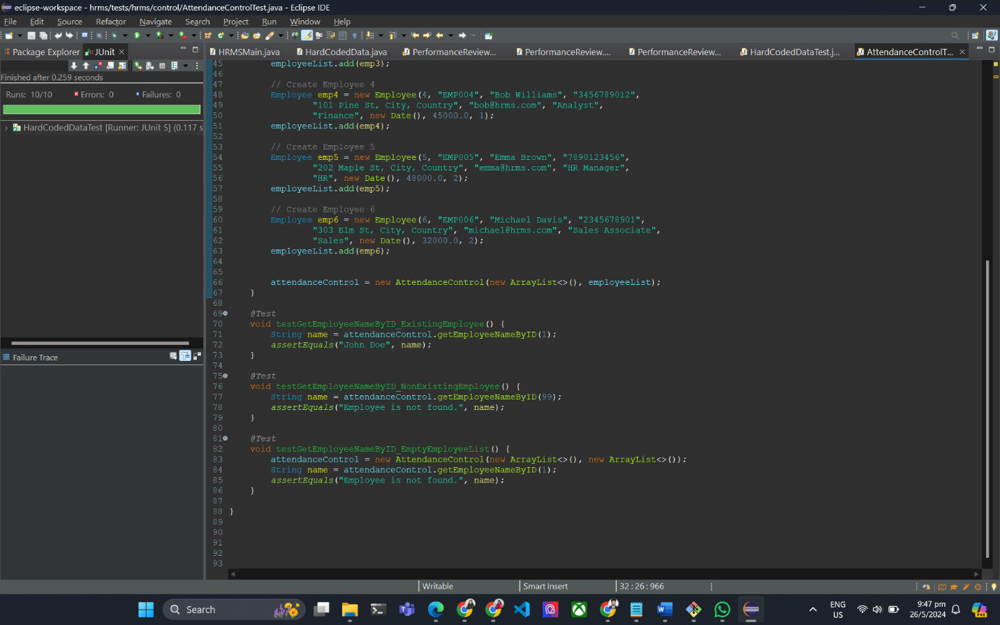 eclipse-workspace - hrms/tests/hrms/control/AttendanceControlTest.java - Eclipse IDE
File Edit Source Refactor Navigate Search Project Run Window Help
Package Explorer JUnit
HRMSMain.java HardCodedData.java PerformanceReview... PerformanceReview.... PerformanceReview... HardCodedDataTest.j... AttendanceControlT...
Finished after 0.259 seconds
Runs: 10/10 Errors: 0 Failures: 0
HardCodedDataTest [Runner: JUnit 5] (0.117 s
Failure Trace
45 employeeList.add(emp3);
46
47 // Create Employee 4
48 Employee emp4 = new Employee(4, "EMP004", "Bob Williams", "3456789012",
49 "101 Pine St, City, Country", "bob@hrms.com", "Analyst",
50 "Finance", new Date(), 45000.0, 1);
51 employeeList.add(emp4);
52
53 // Create Employee 5
54 Employee emp5 = new Employee(5, "EMP005", "Emma Brown", "7890123456",
55 "202 Maple St, City, Country", "emma@hrms.com", "HR Manager",
56 "HR", new Date(), 48000.0, 2);
57 employeeList.add(emp5);
58
59 // Create Employee 6
60 Employee emp6 = new Employee(6, "EMP006", "Michael Davis", "2345678901",
61 "303 Elm St, City, Country", "michael@hrms.com", "Sales Associate",
62 "Sales", new Date(), 32000.0, 2);
63 employeeList.add(emp6);
64
65
66 attendanceControl = new AttendanceControl(new ArrayList<>(), employeeList);
67 }
68
69 @Test
70 void testGetEmployeeNameByID_ExistingEmployee() {
71 String name = attendanceControl.getEmployeeNameByID(1);
72 assertEquals("John Doe", name);
73 }
74
75 @Test
76 void testGetEmployeeNameByID_NonExistingEmployee() {
77 String name = attendanceControl.getEmployeeNameByID(99);
78 assertEquals("Employee is not found.", name);
79 }
80
81 @Test
82 void testGetEmployeeNameByID_EmptyEmployeeList() {
83 attendanceControl = new AttendanceControl(new ArrayList<>(), new ArrayList<>());
84 String name = attendanceControl.getEmployeeNameByID(1);
85 assertEquals("Employee is not found.", name);
86 }
87
88 }
89
90
91
92
93
Writable Smart Insert 32 : 26 : 966
Search
ENG
US
9:47 pm
26/5/2024
PRE